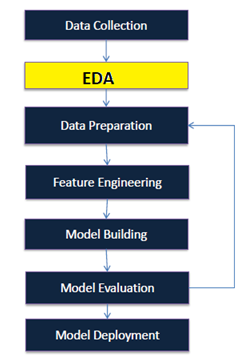 Data Collection
EDA
Data Preparation
Feature Engineering
Model Building
Model Evaluation
Model Deployment